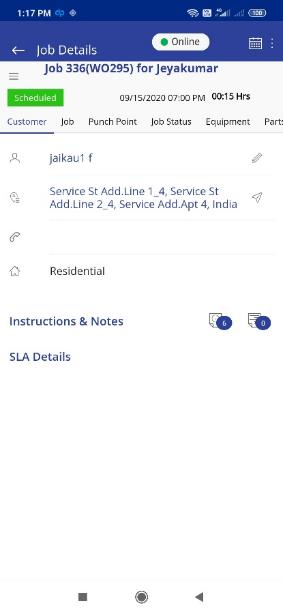 1:17 PM
Job Details
Online
Job 336(WO295) for Jeyakumar
Scheduled
09/15/2020 07:00 PM 00:15 Hrs
Customer Job Punch Point Job Status Equipment Parts
jaikau1 f
Service St Add.Line 1_4, Service St
Add.Line 2_4, Service Add.Apt 4, India
Residential
Instructions & Notes 6 0
SLA Details